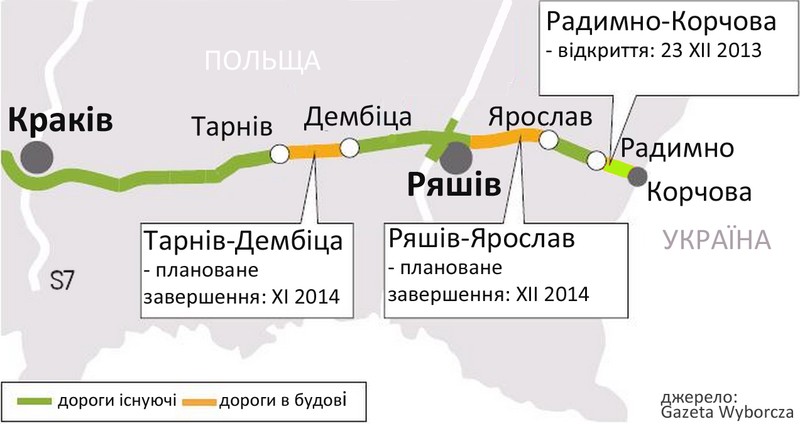 Радимно-Корчова
- відкриття: 23 XII 2013
ПОЛЬЩА
Краків
Тарнів
Дембіца
Ярослав
Радимно
Ряшів
Корчова
УКРАЇНА
Тарнів-Дембіца
- плановане
завершення: XI 2014
Ряшів-Ярослав
- плановане
завершення: XII 2014
S7
дороги існуючі
дороги в будові
джерело:
Gazeta Wyborcza